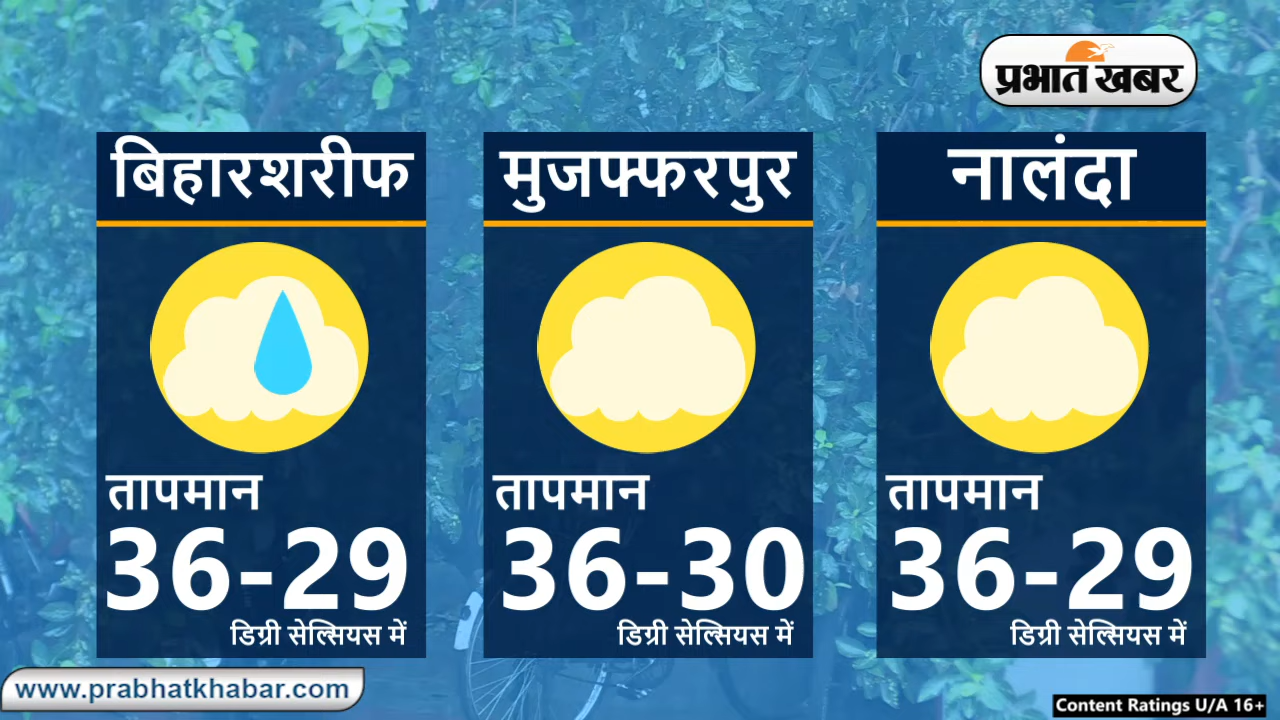 प्रभात खबर
बिहारशरीफ
तापमान
36-29
डिग्री सेल्सियस में
मुजफ्फरपुर
तापमान
36-30
डिग्री सेल्सियस में
नालंदा
तापमान
36-29
डिग्री सेल्सियस में
www.prabhatkhabar.com
Content Ratings U/A 16+